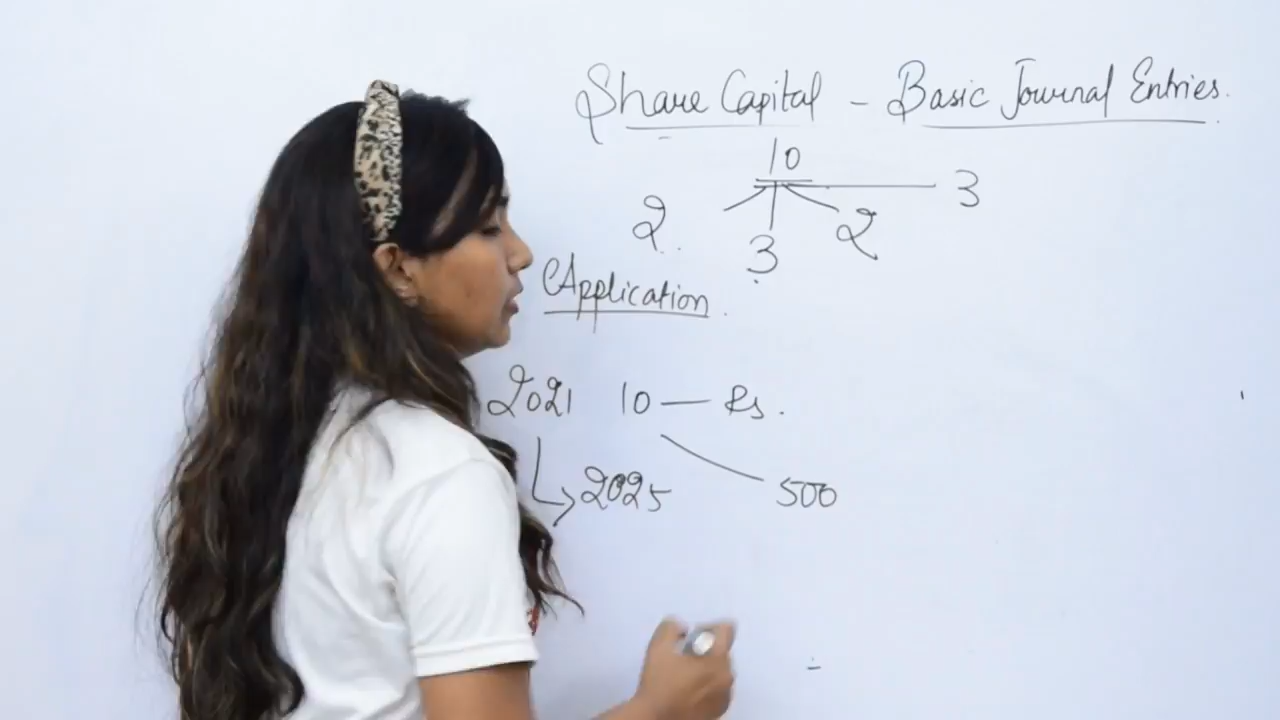 Share Capital - Basic Journal Entries.
10
2. 3 2 3
Application.
2021 10 — Rs.
2025 500